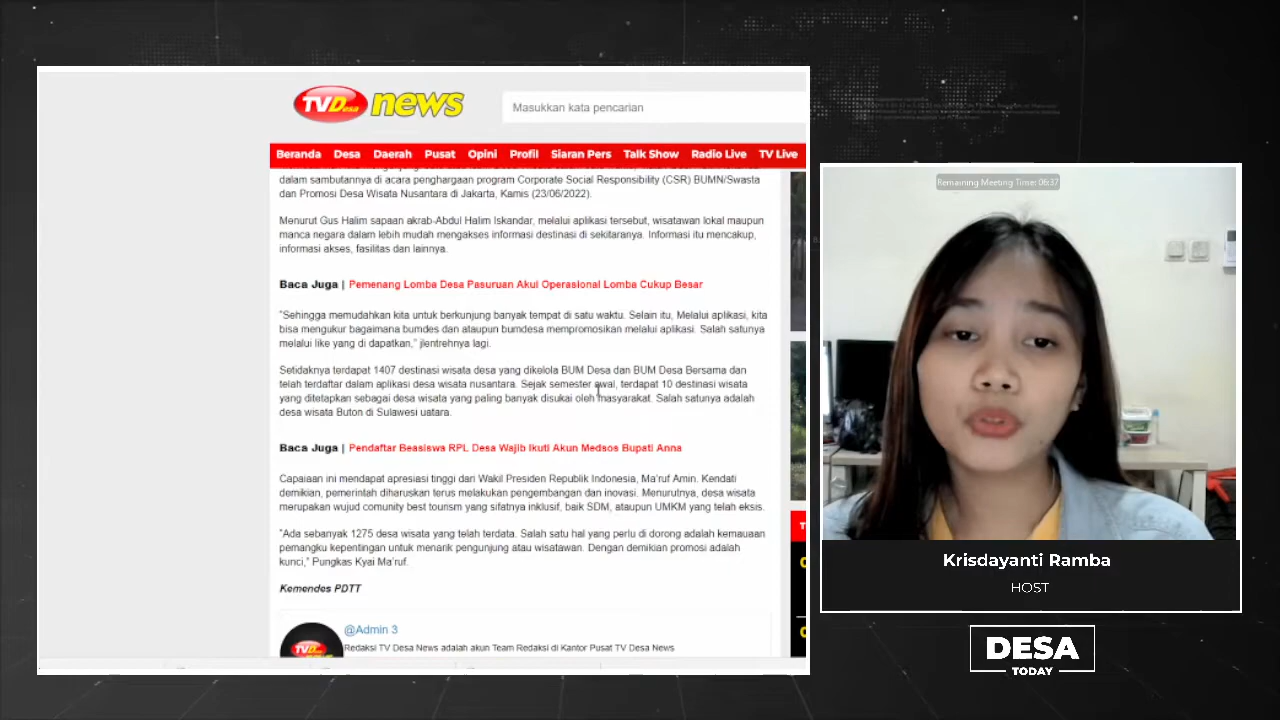 TVDesa news
Masukkan kata pencarian
Beranda Desa Daerah Pusat Opini Profil Siaran Pers Talk Show Radio Live TV Live
dalam sambutannya di acara penghargaan program Corporate Social Responsibility (CSR) BUMN/Swasta
dan Promosi Desa Wisata Nusantara di Jakarta, Kamis (23/06/2022).
Menurut Gus Halim sapaan akrab-Abdul Halim Iskandar, melalui aplikasi tersebut, wisatawan lokal maupun
manca negara dalam lebih mudah mengakses informasi destinasi di sekitaranya. Informasi itu mencakup,
informasi akses, fasilitas dan lainnya.
Baca Juga | Pemenang Lomba Desa Pasuruan Akui Operasional Lomba Cukup Besar
"Sehingga memudahkan kita untuk berkunjung banyak tempat di satu waktu. Selain itu, Melalui aplikasi, kita
bisa mengukur bagaimana bumdes dan ataupun bumdesa mempromosikan melalui aplikasi. Salah satunya
melalui like yang di dapatkan," jlentrehnya lagi.
Setidaknya terdapat 1407 destinasi wisata desa yang dikelola BUM Desa dan BUM Desa Bersama dan
telah terdaftar dalam aplikasi desa wisata nusantara. Sejak semester awal, terdapat 10 destinasi wisata
yang ditetapkan sebagai desa wisata yang paling banyak disukai oleh masyarakat. Salah satunya adalah
desa wisata Buton di Sulawesi uatara.
Baca Juga | Pendaftar Beasiswa RPL Desa Wajib Ikuti Akun Medsos Bupati Anna
Capaiaan ini mendapat apresiasi tinggi dari Wakil Presiden Republik Indonesia, Ma'ruf Amin. Kendati
demikian, pemerintah diharuskan terus melakukan pengembangan dan inovasi. Menurutnya, desa wisata
merupakan wujud comunity best tourism yang sifatnya inklusif, baik SDM, ataupun UMKM yang telah eksis.
"Ada sebanyak 1275 desa wisata yang telah terdata. Salah satu hal yang perlu di dorong adalah kemauaan
pemangku kepentingan untuk menarik pengunjung atau wisatawan. Dengan demikian promosi adalah
kunci," Pungkas Kyai Ma'ruf.
Kemendes PDTT
@Admin 3
Redaksi TV Desa News adalah akun Team Redaksi di Kantor Pusat TV Desa News
Remaining Meeting Time: 06:37
Krisdayanti Ramba
HOST
DESA
TODAY